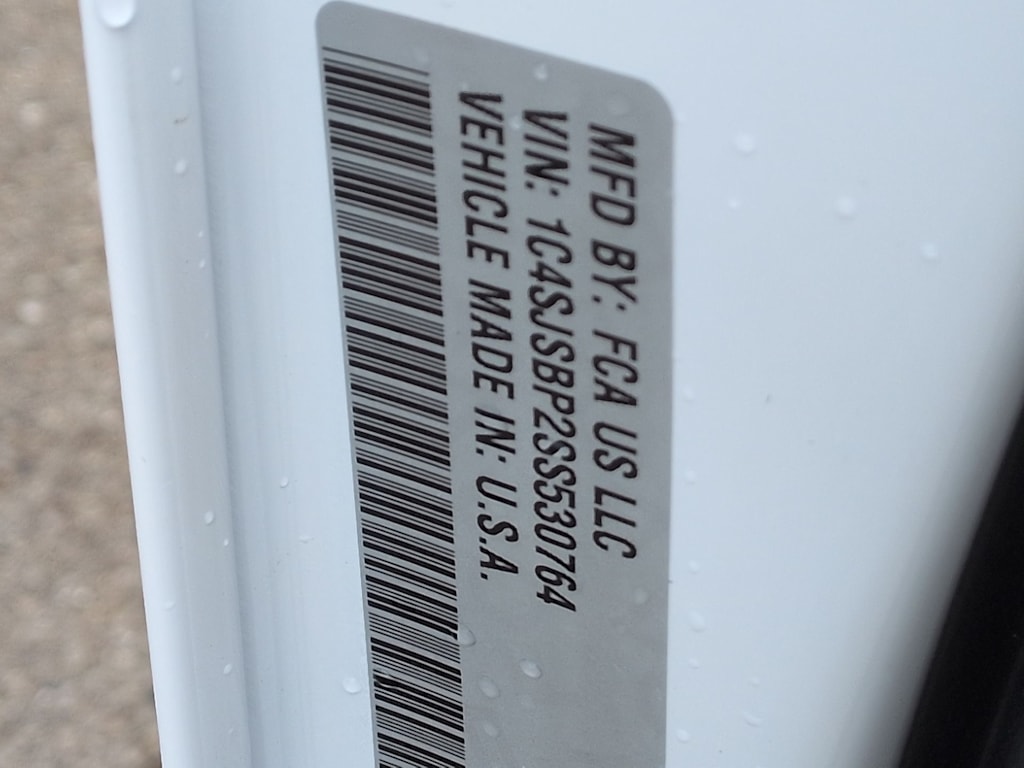 MFD BY: FCA US LLC
VIN: 1C4SJSBP2SS530764
VEHICLE MADE IN: U.S.A.